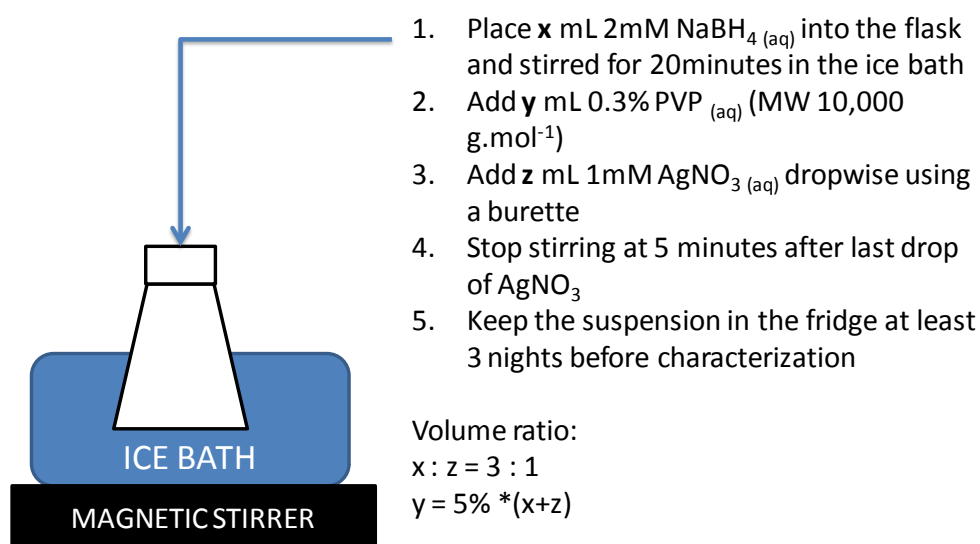 1. Place x mL 2mM NaBH4 (aq) into the flask
and stirred for 20minutes in the ice bath
2. Add y mL 0.3% PVP (aq) (MW 10,000
g.mol-1)
3. Add z mL 1mM AgNO3 (aq) dropwise using
a burette
4. Stop stirring at 5 minutes after last drop
of AgNO3
5. Keep the suspension in the fridge at least
3 nights before characterization
Volume ratio:
x : z = 3 : 1
y = 5% *(x+z)
ICE BATH
MAGNETIC STIRRER